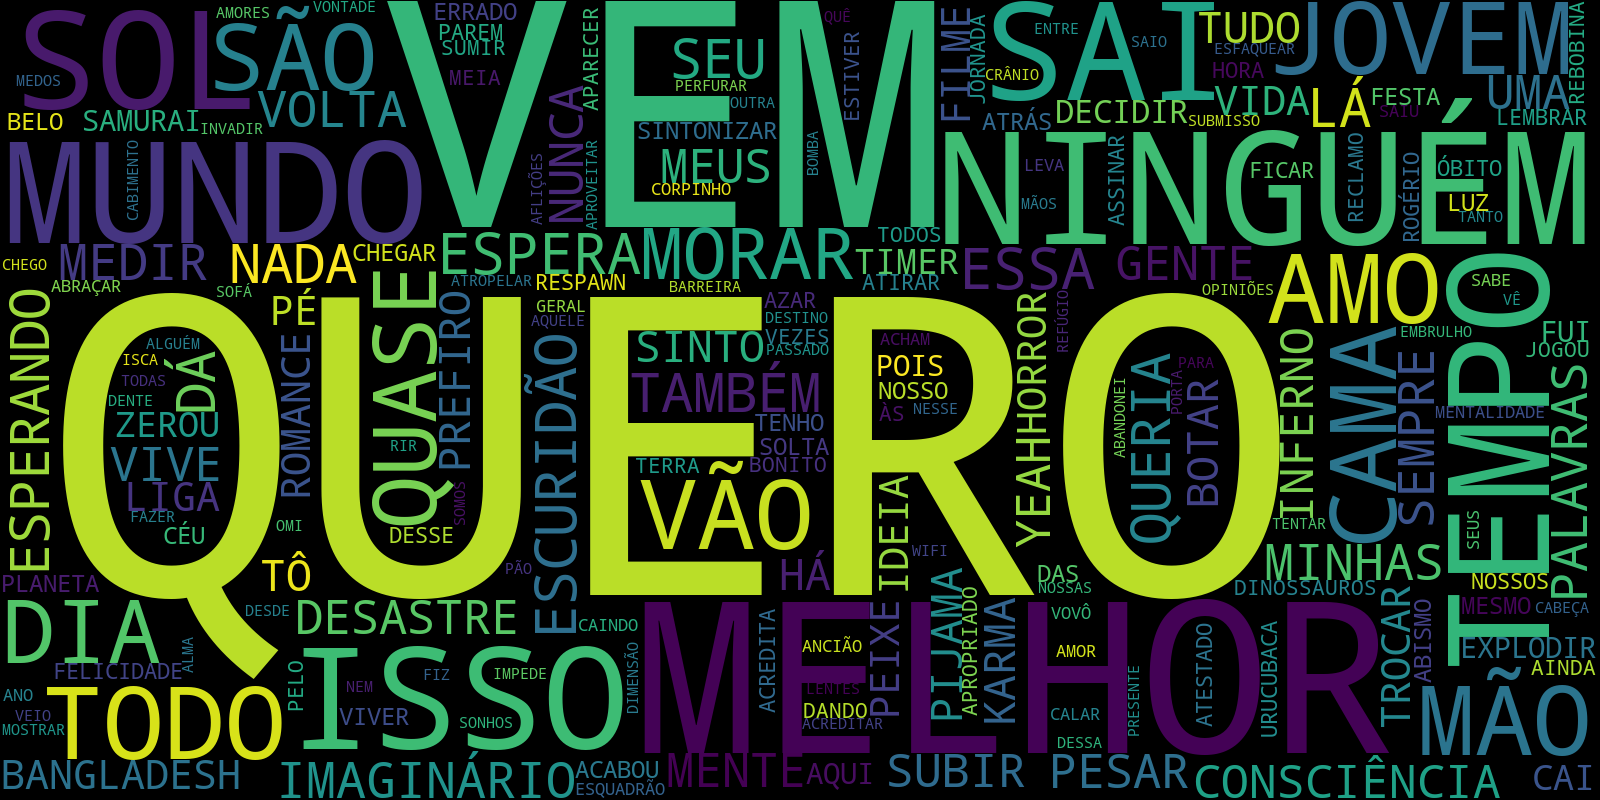 SOL
AMORES
VONTADE
SÃO
MEDOS
BELO
SAMURAI
INVADIR
VOLTA
ERRADO
PAREM
SUMIR
MEIA
VEM
APARECER
NUNCA
AFLIÇÕES
APROVEITAR
SEU
PERFURAR
OUTRA
SINTONIZAR
MEUS
CORPINHO
BOMBA
QUÊ
ESTIVER
FILME
JORNADA
ENTRE
CRÂNIO
SAIO
SAI
ATRÁS
DECIDIR
SUBMISSO
TUDO
ESFAQUEAR
HORA
VIDA
JOVEM
LÁ
FESTA
SAIU
UMA
LEMBRAR
REBOBINA
MUNDO
CABIMENTO
NINGUÉM
LEVA
MÃOS
ASSINAR
FICAR
RECLAMO
ROGÉRIO
ÓBITO
LUZ
TANTO
CHEGO
MEDIR
ABRAÇAR
SOFÁ
NADA
CHEGAR
ESPERA
ATROPELAR
RESPAWN
MORAR
BARREIRA
TODOS
TIMER
ATIRAR
ESSA
GENTE
OPINIÕES
AMO
SABE
VÊ
TEMPO
ESPERANDO
PÉ
ALGUÉM
ISCA
TODAS
DENTE
DÁ
ZEROU
VIVE
LIGA
FAZER
CÉU
ROMANCE
QUERO
QUASE
RIR
DESSE
PREFIRO
SOMOS
GERAL
AQUELE
ESCURIDÃO
PÃO
OMI
TÔ
AZAR
DESTINO
VEZES
PASSADO
SINTO
TAMBÉM
TENHO
SOLTA
BONITO
TERRA
VÃO
HÁ
ACHAM
POIS
NOSSO
ÀS
NESSE
IDEIA
WIFI
YEAHHORROR
REFÚGIO
ABANDONEI
QUERIA
PARA
PORTA
BOTAR
INFERNO
TENTAR
CAMA
EMBRULHO
SEMPRE
MENTALIDADE
SEUS
FUI
JOGOU
PALAVRAS
MINHAS
DINOSSAUROS
NOSSOS
MESMO
CABEÇA
PLANETA
DIA
DESDE
DESASTRE
FELICIDADE
ALMA
ANO
VEIO
MOSTRAR
TODO
PELO
ISSO
NEM
FIZ
IMPEDE
VIVER
SONHOS
CAINDO
DIMENSÃO
MELHOR
ACREDITA
ANCIÃO
LENTES
DANDO
ACREDITAR
PEIXE
PIJAMA
APROPRIADO
KARMA
DAS
NOSSAS
VOVÔ
AMOR
CALAR
DESSA
PRESENTE
ATESTADO
URUCUBACA
TROCAR
ABISMO
EXPLODIR
AINDA
MÃO
BANGLADESH
IMAGINÁRIO
ACABOU
ESQUADRÃO
MENTE
AQUI
SUBIR
PESAR
CONSCIÊNCIA
CAI